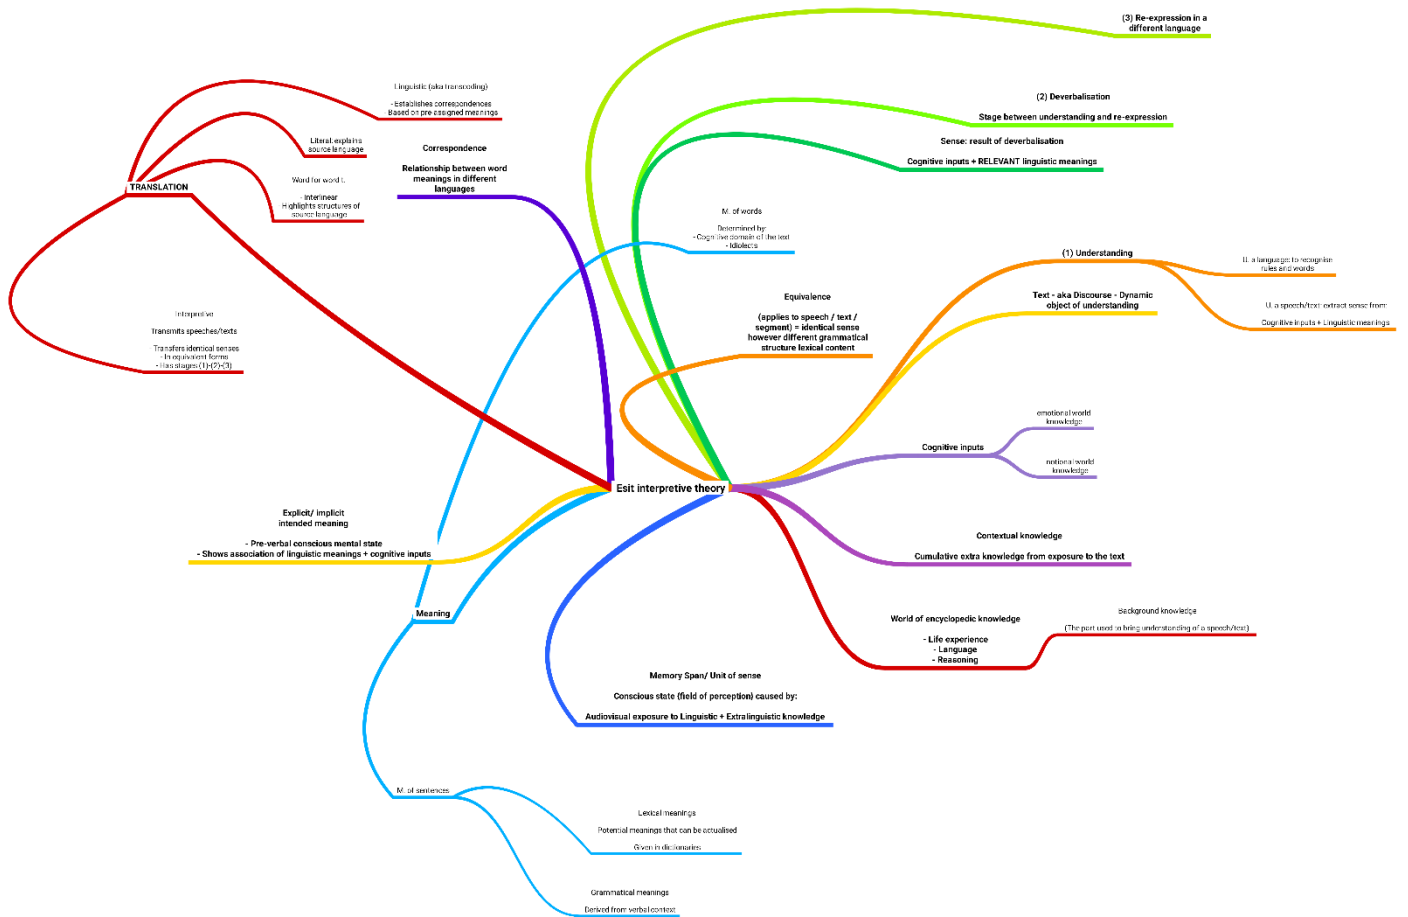 (3) Re-expression in a
different language
Linguistic (aka transcoding)
- Establishes correspondences
Based on pre-assigned meanings
(2) Deverbalisation
Stage between understanding and re-expression
Literal: explains
source language
Sense: result of deverbalisation
Cognitive inputs + RELEVANT linguistic meanings
Correspondence
Relationship between word
meanings in different
languages
Word for word t.
- Interlinear
Highlights structures of
source language
TRANSLATION
M. of words
Determined by:
- Cognitive domain of the text
- Idiolects
(1) Understanding
U. a language: to recognise
rules and words
Text - aka Discourse - Dynamic
object of understanding
U. a speech/text: extract sense from:
Cognitive inputs + Linguistic meanings
Equivalence
(applies to speech / text /
segment) = identical sense
however different grammatical
structure lexical content
Interpretive
Transmits speeches/texts
Transfers identical senses
- In equivalent forms
- Has stages (1)-(2)-(3)
emotional world
knowledge
Cognitive inputs
notional world
knowledge
Esit interpretive theory
Explicit/ implicit
intended meaning
- Pre-verbal conscious mental state
- Shows association of linguistic meanings + cognitive inputs
Contextual knowledge
Cumulative extra knowledge from exposure to the text
Meaning
World of encyclopedic knowledge
- Life experience
- Language
- Reasoning
Background knowledge
(The part used to bring understanding of a speech/text)
Memory Span/ Unit of sense
Conscious state (field of perception) caused by:
Audiovisual exposure to Linguistic + Extralinguistic knowledge
M. of sentences
Lexical meanings
Potential meanings that can be actualised
Given in dictionaries
Grammatical meanings
Derived from verbal context